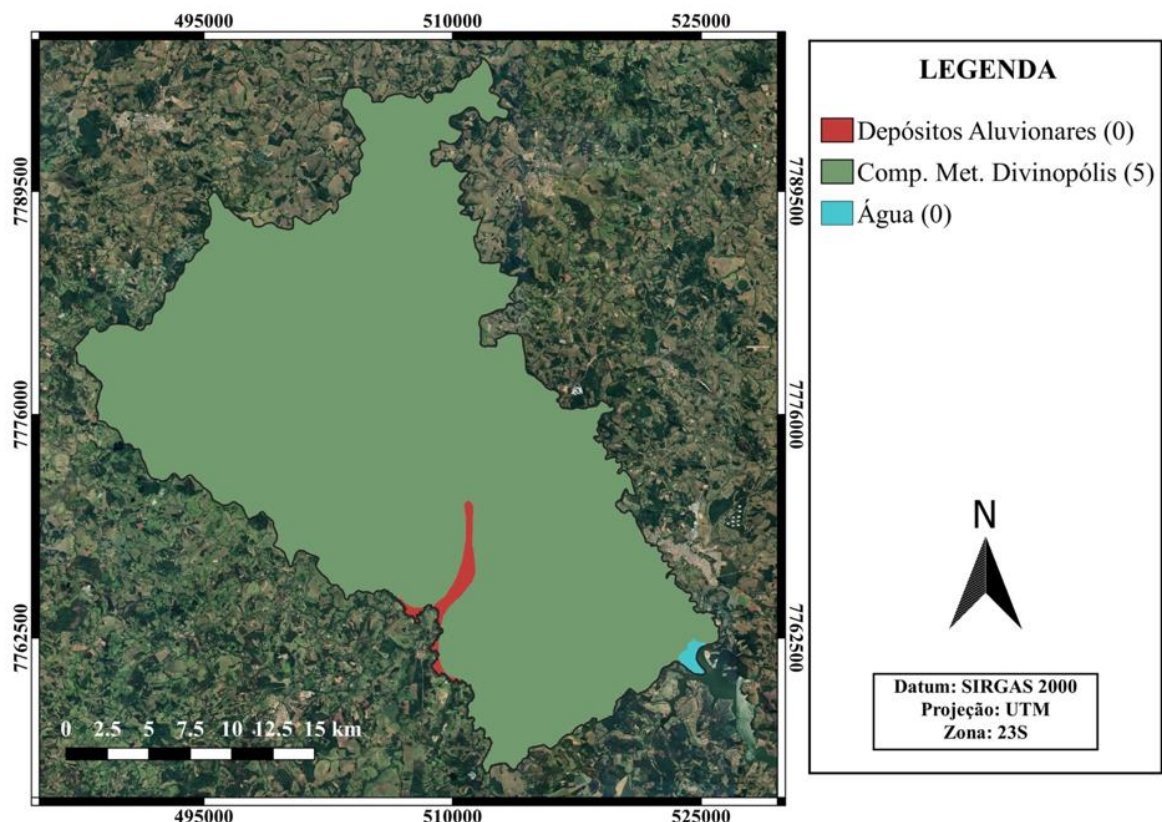 495000 510000 525000
7789500 7789500
7776000 7776000
7762500 7762500
0 2.5 5 7.5 10 12.5 15 km
495000 510000 525000
LEGENDA
Depósitos Aluvionares (0)
Comp. Met. Divinopólis (5)
Água (0)
N
Datum: SIRGAS 2000
Projeção: UTM
Zona: 23S